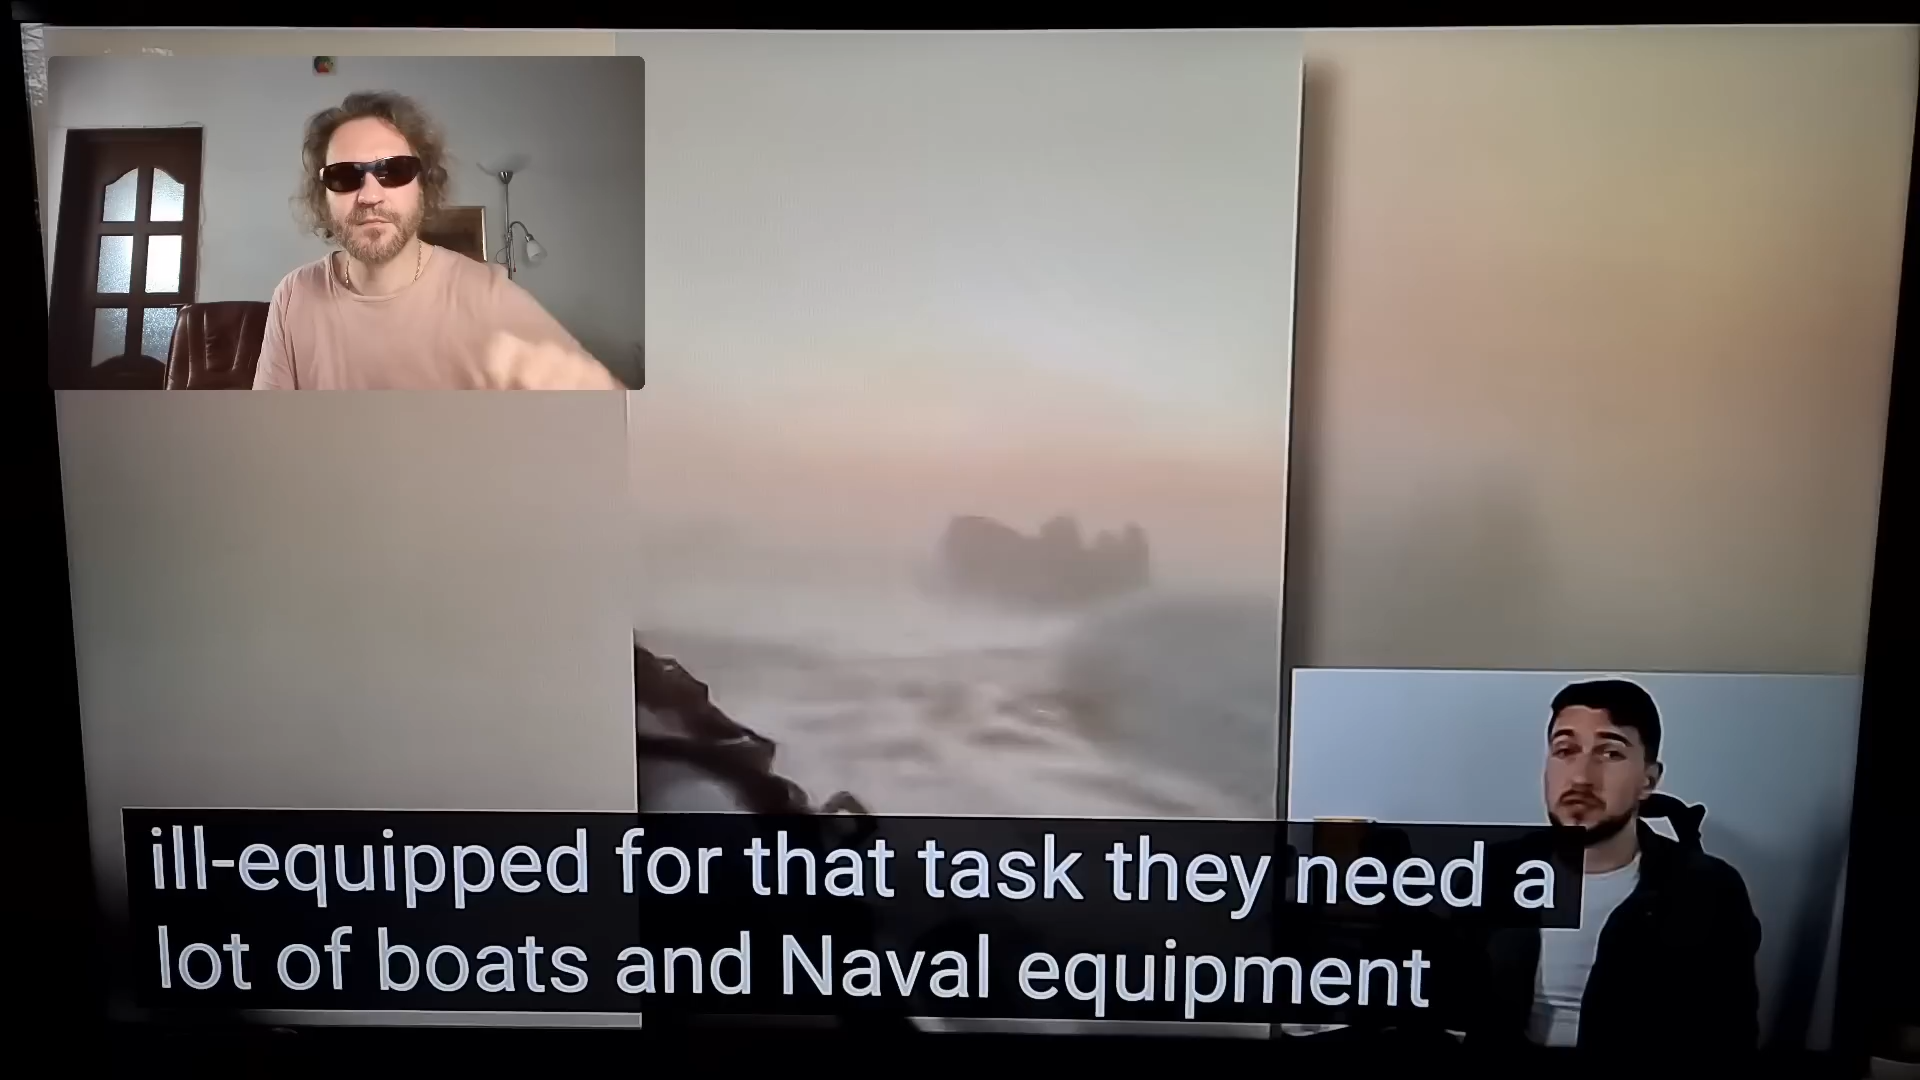 ill-equipped for that task they need a
lot of boats and Naval equipment